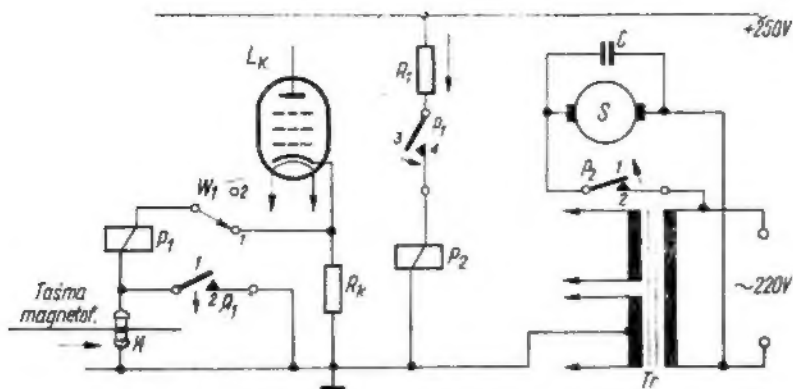 +250V
L_K
R_1
P_1
3
4
C
S
P_2
1
2
W_1
2
1
P_1
R_K
P_2
1
2
P_1
~220V
Taśma
magnetof.
K
Tr